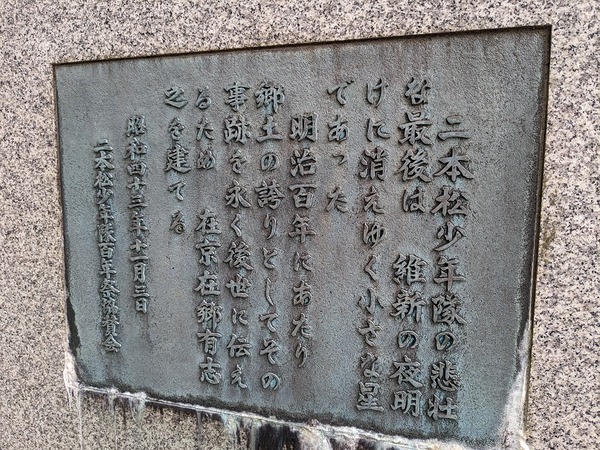 二本松少年隊の悲壮
な最後は　維新の夜明
けに消えゆく小さな星
であった
明治百年にあたり
郷土の誇りとしてその
事跡を永く後世に伝え
るため　在京在郷有志
之を建てる
昭和四十三年十一月三日
二本松少年隊百年祭協賛会